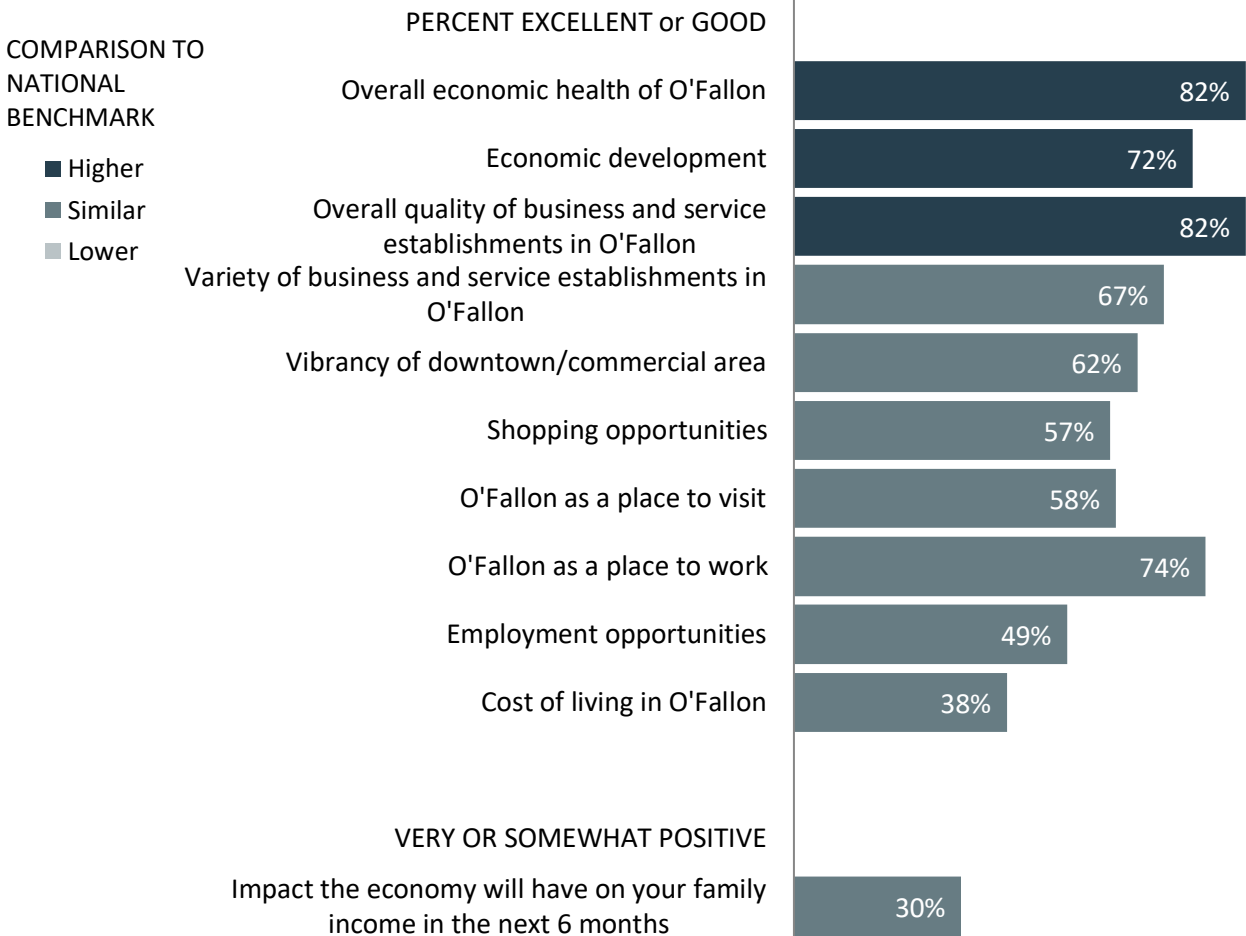 PERCENT EXCELLENT or GOOD
COMPARISON TO
NATIONAL
BENCHMARK
Higher
Similar
Lower
Overall economic health of O'Fallon
82%
Economic development
72%
Overall quality of business and service
establishments in O'Fallon
82%
Variety of business and service establishments in
O'Fallon
67%
Vibrancy of downtown/commercial area
62%
Shopping opportunities
57%
O'Fallon as a place to visit
58%
O'Fallon as a place to work
74%
Employment opportunities
49%
Cost of living in O'Fallon
38%
VERY OR SOMEWHAT POSITIVE
Impact the economy will have on your family
income in the next 6 months
30%